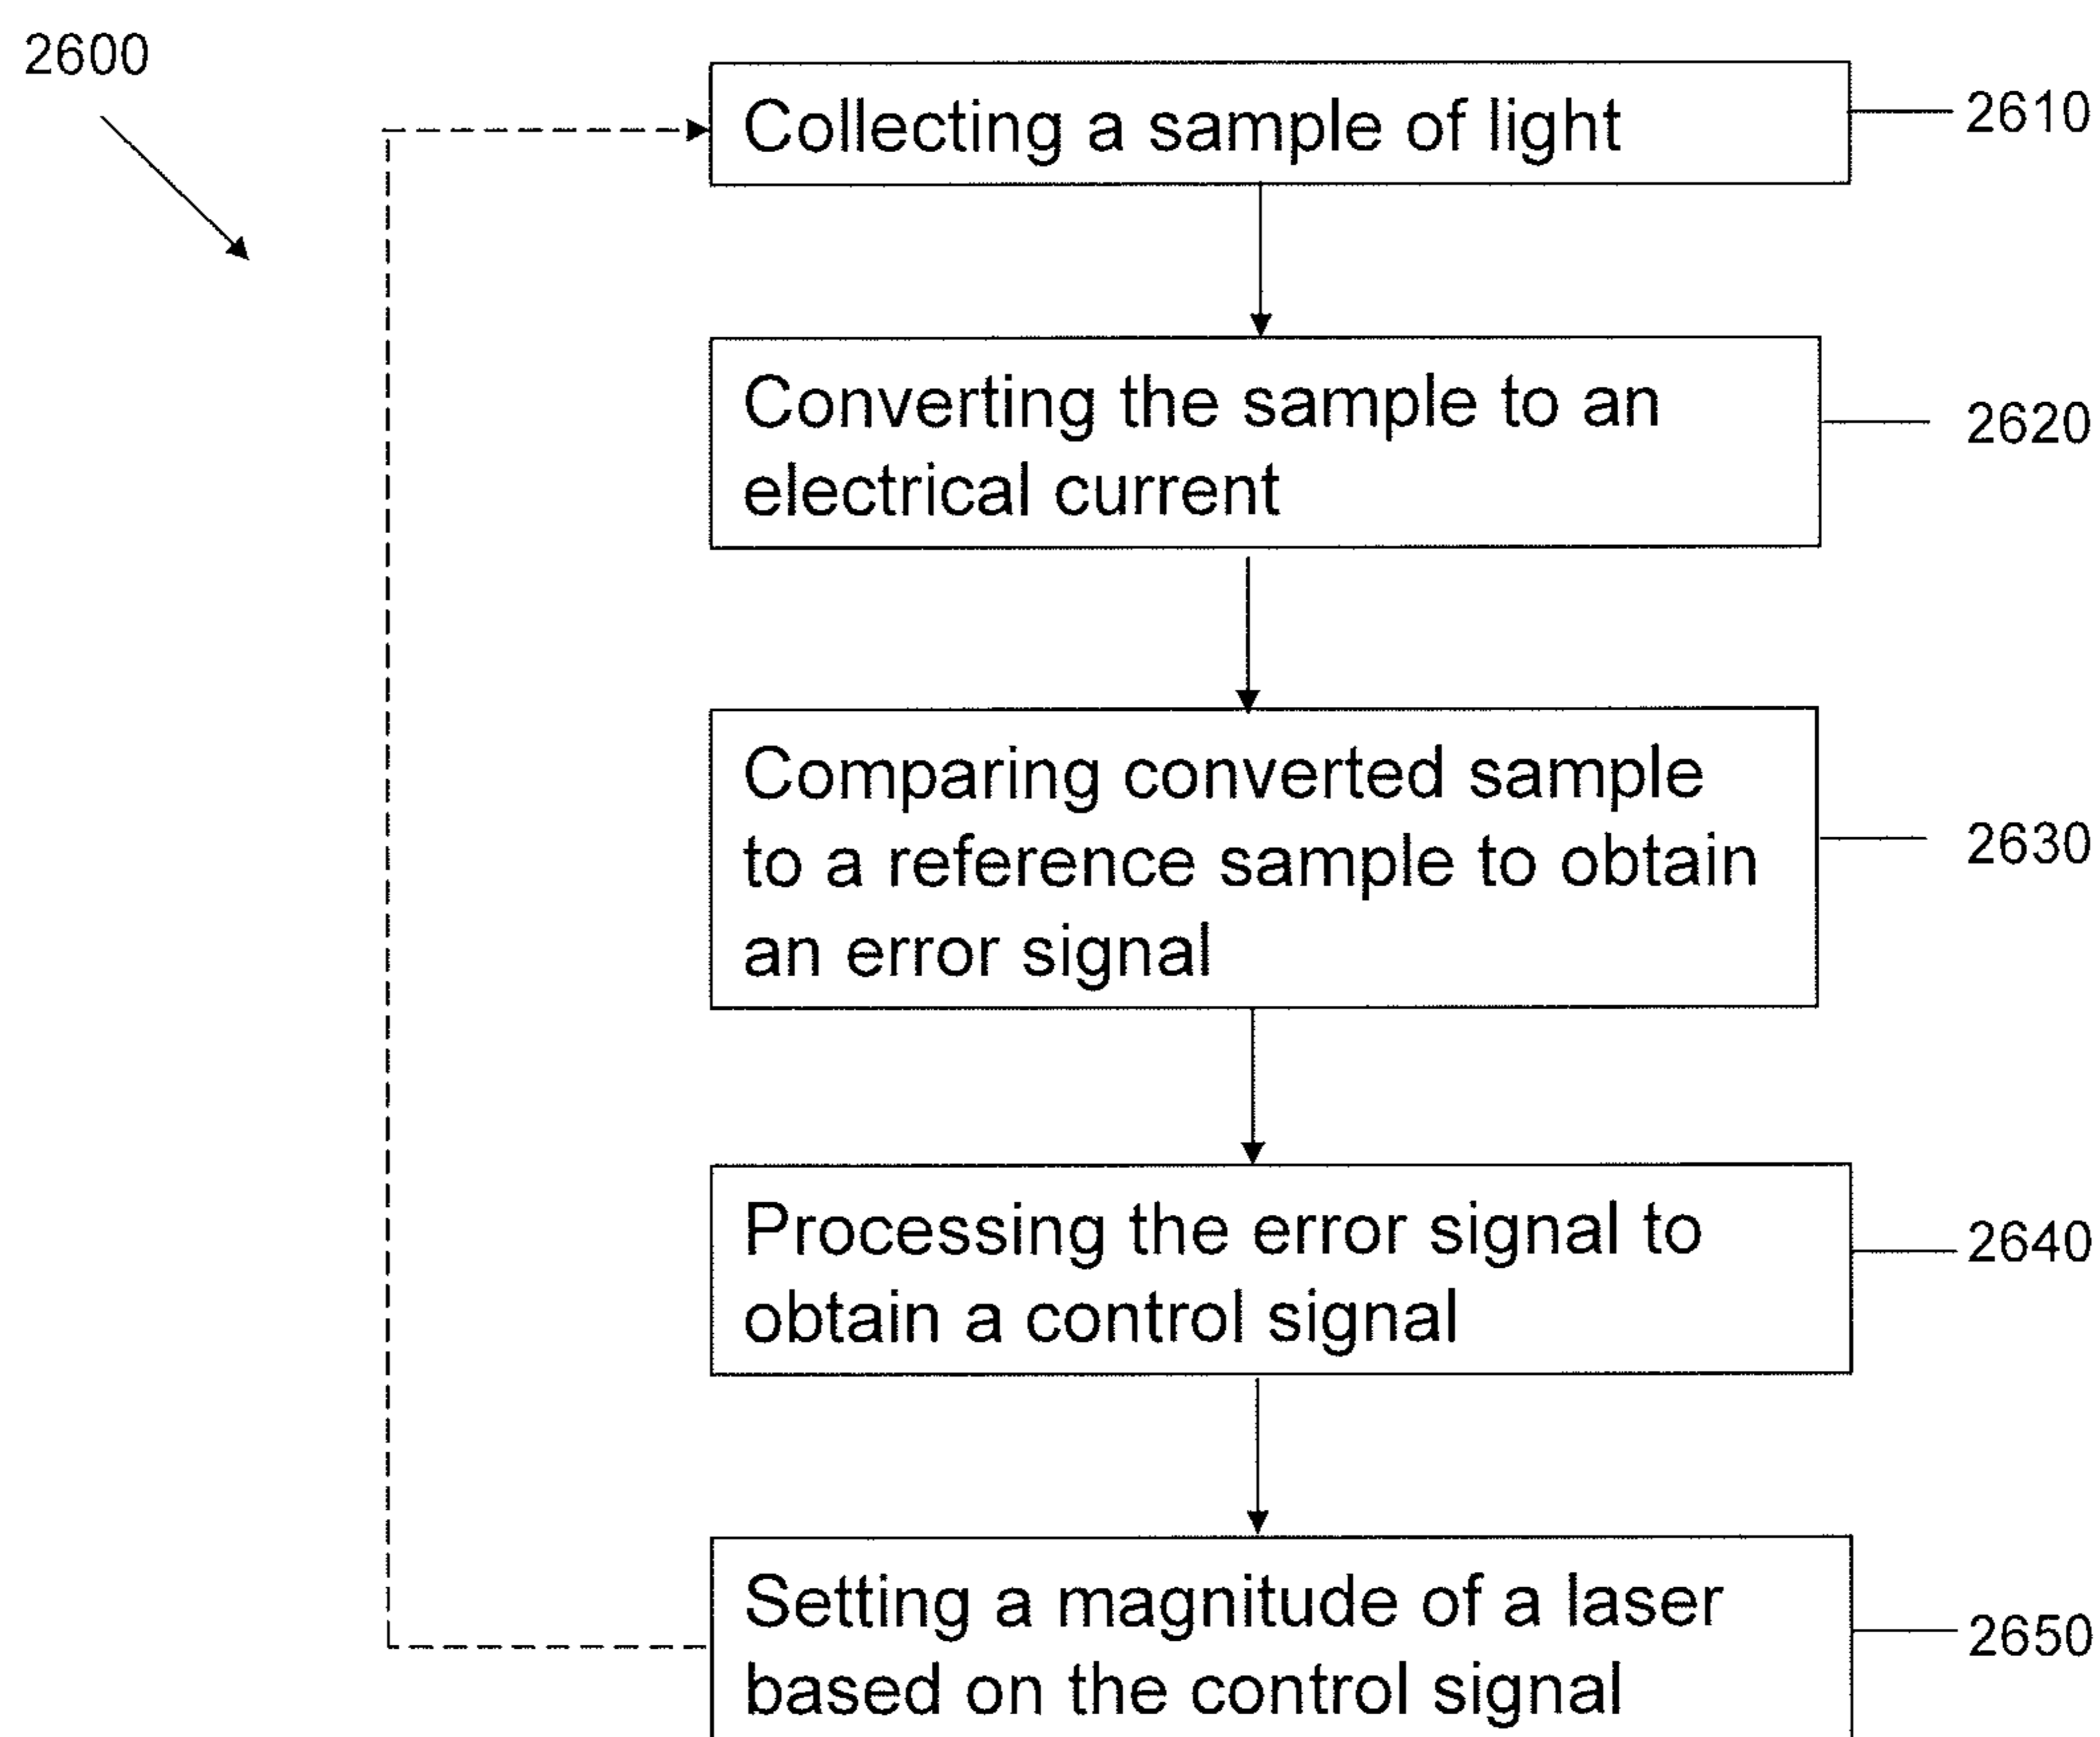 2600
Collecting a sample of light
2610
Converting the sample to an
electrical current
2620
Comparing converted sample
to a reference sample to obtain
an error signal
2630
Processing the error signal to
obtain a control signal
2640
Setting a magnitude of a laser
based on the control signal
2650